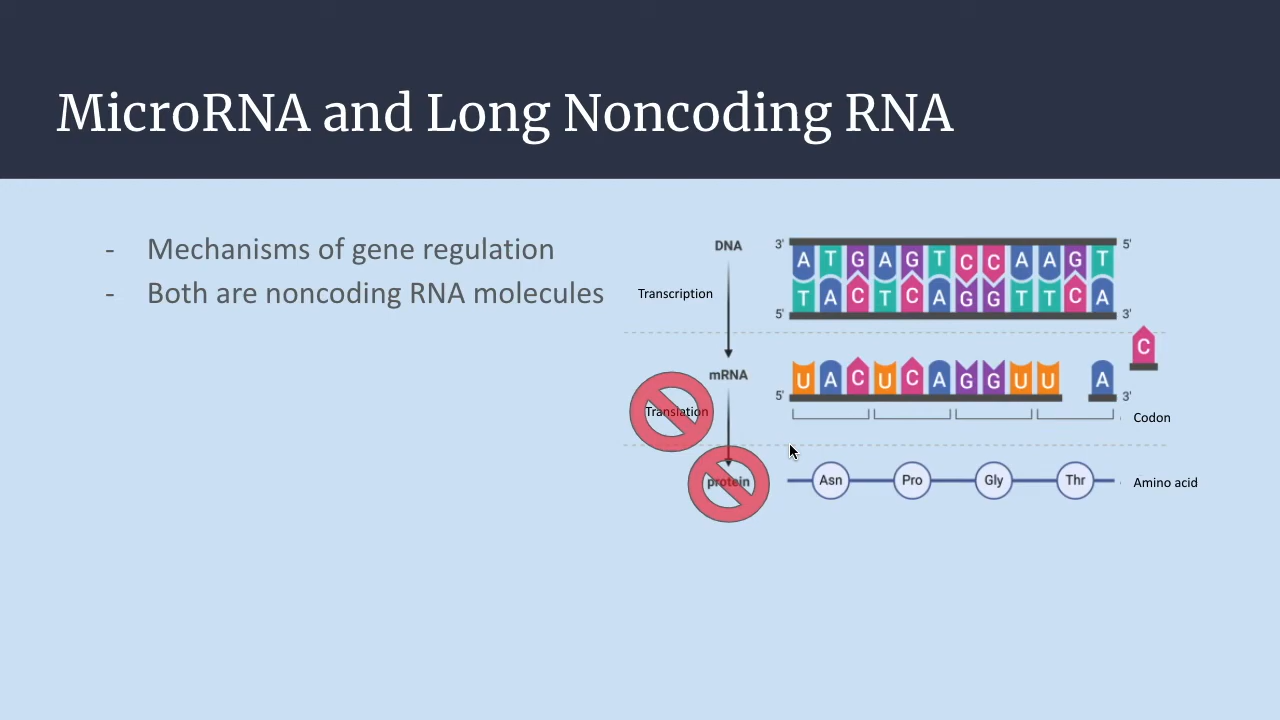 MicroRNA and Long Noncoding RNA
- Mechanisms of gene regulation
- Both are noncoding RNA molecules
DNA
3' 5'
A T G A G T C C A A G T
Transcription
T A C T C A G G T T C A
5' 3'
C
mRNA
U A C U C A G G U U A
5' 3'
Translation
Codon
protein
Asn Pro Gly Thr
Amino acid